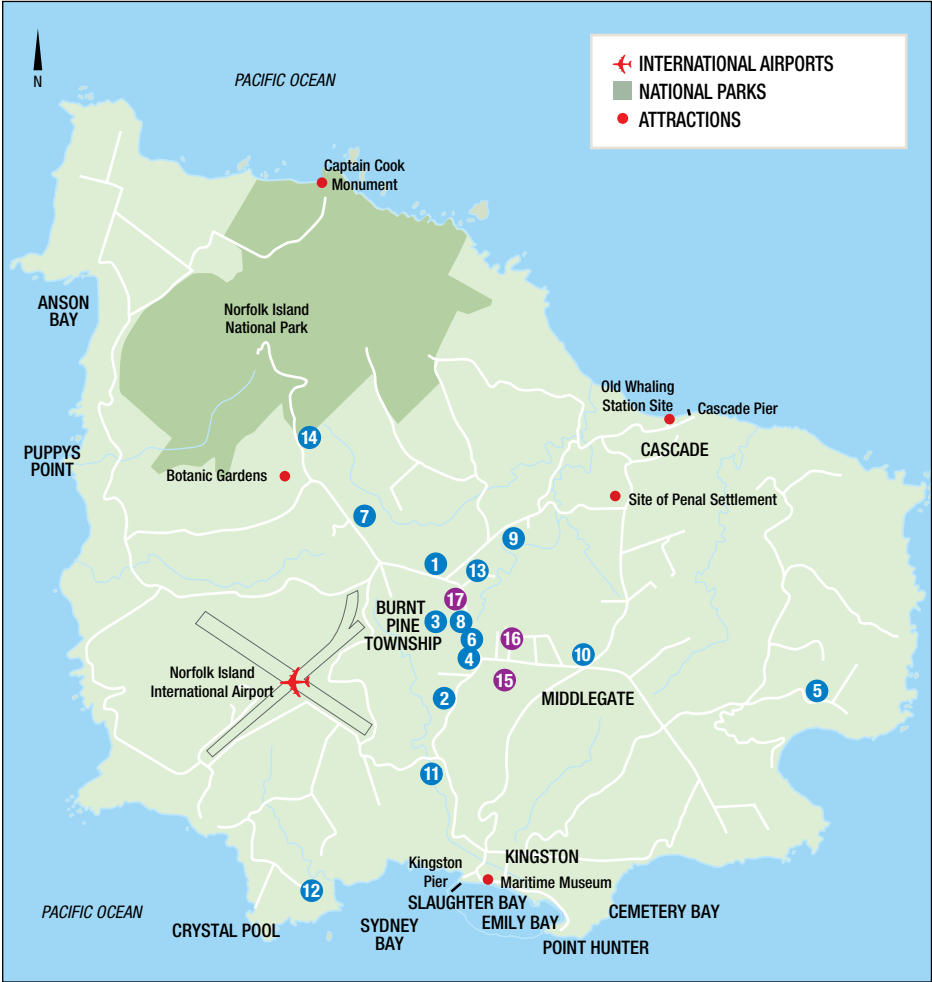 N
PACIFIC OCEAN
INTERNATIONAL AIRPORTS
NATIONAL PARKS
ATTRACTIONS
Captain Cook
Monument
ANSON
BAY
Norfolk Island
National Park
Old Whaling
Station Site
Cascade Pier
CASCADE
14
PUPPYS
POINT
Botanic Gardens
Site of Penal Settlement
7
9
1
13
17
BURNT
PINE
TOWNSHIP
3
8
6
16
4
10
Norfolk Island
International Airport
15
MIDDLEGATE
5
2
11
KINGSTON
Kingston
Pier
Maritime Museum
12
SLAUGHTER BAY
EMILY BAY
CEMETERY BAY
PACIFIC OCEAN
CRYSTAL POOL
SYDNEY
BAY
POINT HUNTER